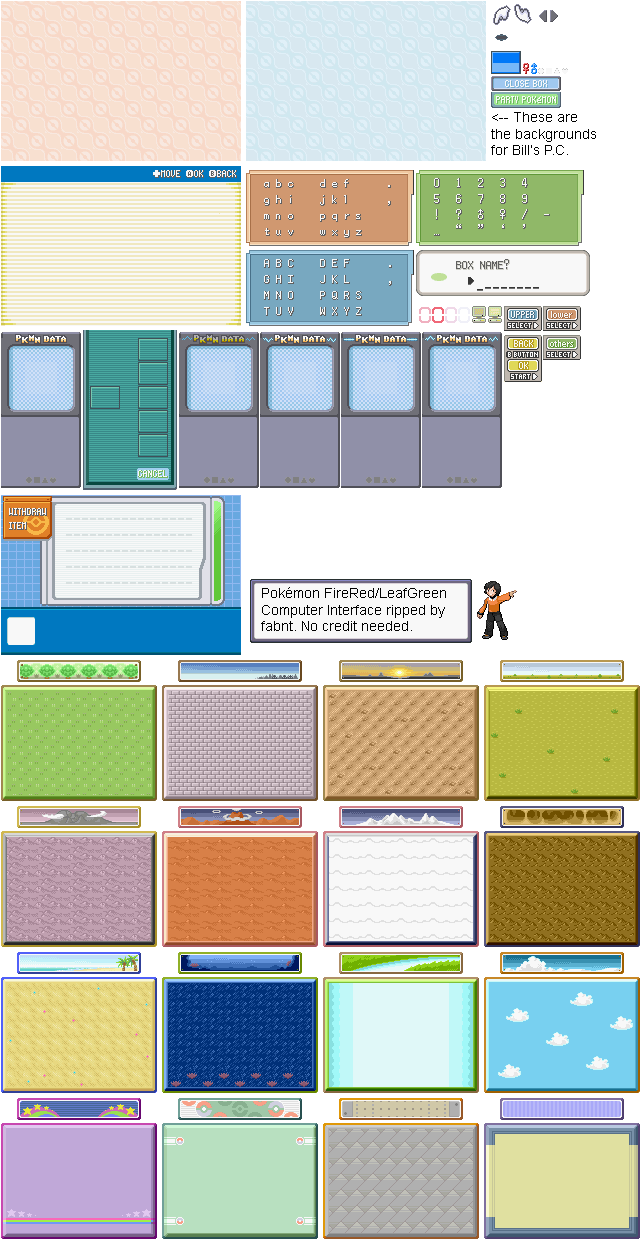 CLOSE BOX
PARTY POKéMON
<-- These are
the backgrounds
for Bill's P.C.
MOVE OK BACK
a b c d e f .
g h i j k l ,
m n o p q r s
t u v w x y z
0 1 2 3 4
5 6 7 8 9
! ? ♂ ♀ / -
… “ ” ‘ ’
A B C D E F .
G H I J K L ,
M N O P Q R S
T U V W X Y Z
BOX NAME?
UPPER
SELECT
lower
SELECT
BACK
B BUTTON
OK
START
others
SELECT
PKMN DATA
PKMN DATA
PKMN DATA
PKMN DATA
PKMN DATA
CANCEL
WITHDRAW
ITEM
Pokémon FireRed/LeafGreen
Computer Interface ripped by
fabnt. No credit needed.